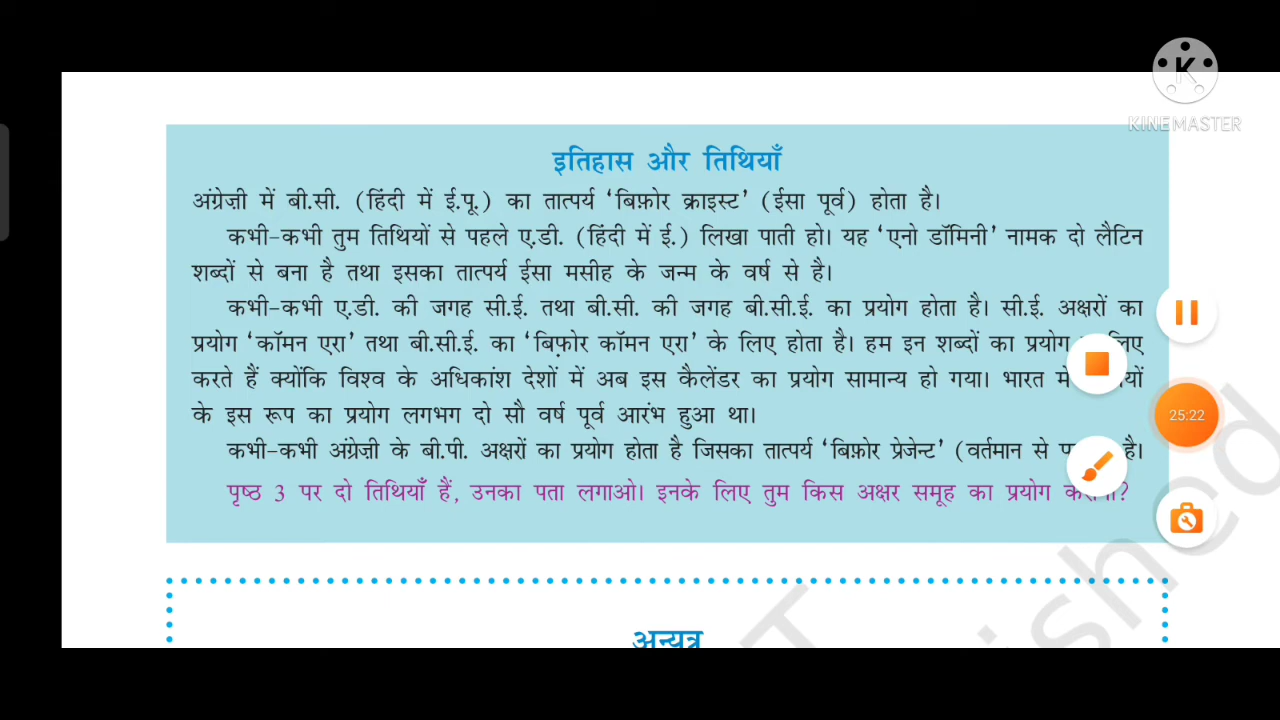 KINEMASTER
इतिहास और तिथियाँ
अंग्रेज़ी में बी.सी. (हिंदी में ई.पू.) का तात्पर्य ‘बिफ़ोर क्राइस्ट’ (ईसा पूर्व) होता है।
कभी-कभी तुम तिथियों से पहले ए.डी. (हिंदी में ई.) लिखा पाती हो। यह ‘एनो डॉमिनी’ नामक दो लैटिन
शब्दों से बना है तथा इसका तात्पर्य ईसा मसीह के जन्म के वर्ष से है।
कभी-कभी ए.डी. की जगह सी.ई. तथा बी.सी. की जगह बी.सी.ई. का प्रयोग होता है। सी.ई. अक्षरों का
प्रयोग ‘कॉमन एरा’ तथा बी.सी.ई. का ‘बिफ़ोर कॉमन एरा’ के लिए होता है। हम इन शब्दों का प्रयोग लिए
करते हैं क्योंकि विश्व के अधिकांश देशों में अब इस कैलेंडर का प्रयोग सामान्य हो गया। भारत में
के इस रूप का प्रयोग लगभग दो सौ वर्ष पूर्व आरंभ हुआ था।
25:22
कभी-कभी अंग्रेज़ी के बी.पी. अक्षरों का प्रयोग होता है जिसका तात्पर्य ‘बिफ़ोर प्रेजेन्ट’ (वर्तमान से है।
पृष्ठ 3 पर दो तिथियाँ हैं, उनका पता लगाओ। इनके लिए तुम किस अक्षर समूह का प्रयोग
अन्यत्र